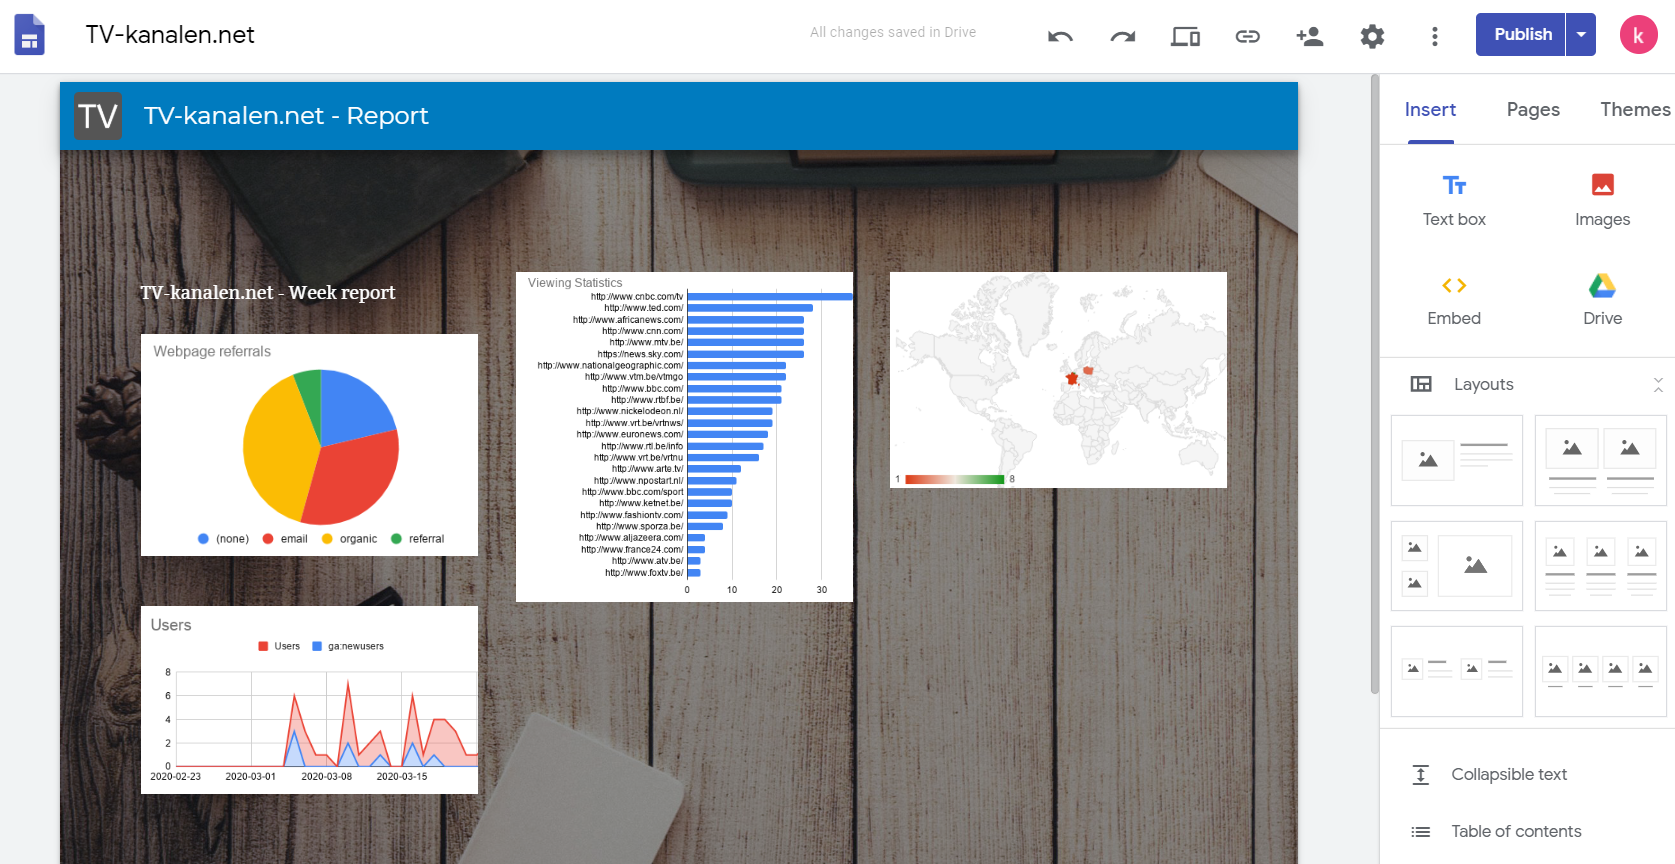 TV-kanalen.net
All changes saved in Drive
Publish
k
TV
TV-kanalen.net - Report
Insert
Pages
Themes
Text box
Images
Embed
Drive
Layouts
Collapsible text
Table of contents
TV-kanalen.net - Week report
Webpage referrals
(none)
email
organic
referral
Users
Users
ga:newusers
8
6
4
2
0
2020-02-23
2020-03-01
2020-03-08
2020-03-15
Viewing Statistics
http://www.cnbc.com/tv
http://www.ted.com/
http://www.africanews.com/
http://www.cnn.com/
http://www.mtv.be/
https://news.sky.com/
http://www.nationalgeographic.com/
http://www.vtm.be/vtmgo
http://www.bbc.com/
http://www.rtbf.be/
http://www.nickelodeon.nl/
http://www.vrt.be/vrtnws/
http://www.euronews.com/
http://www.rtl.be/info
http://www.vrt.be/vrtnu
http://www.arte.tv/
http://www.npostart.nl/
http://www.bbc.com/sport
http://www.ketnet.be/
http://www.fashiontv.com/
http://www.sporza.be/
http://www.aljazeera.com/
http://www.france24.com/
http://www.atv.be/
http://www.foxtv.be/
0
10
20
30
1
8